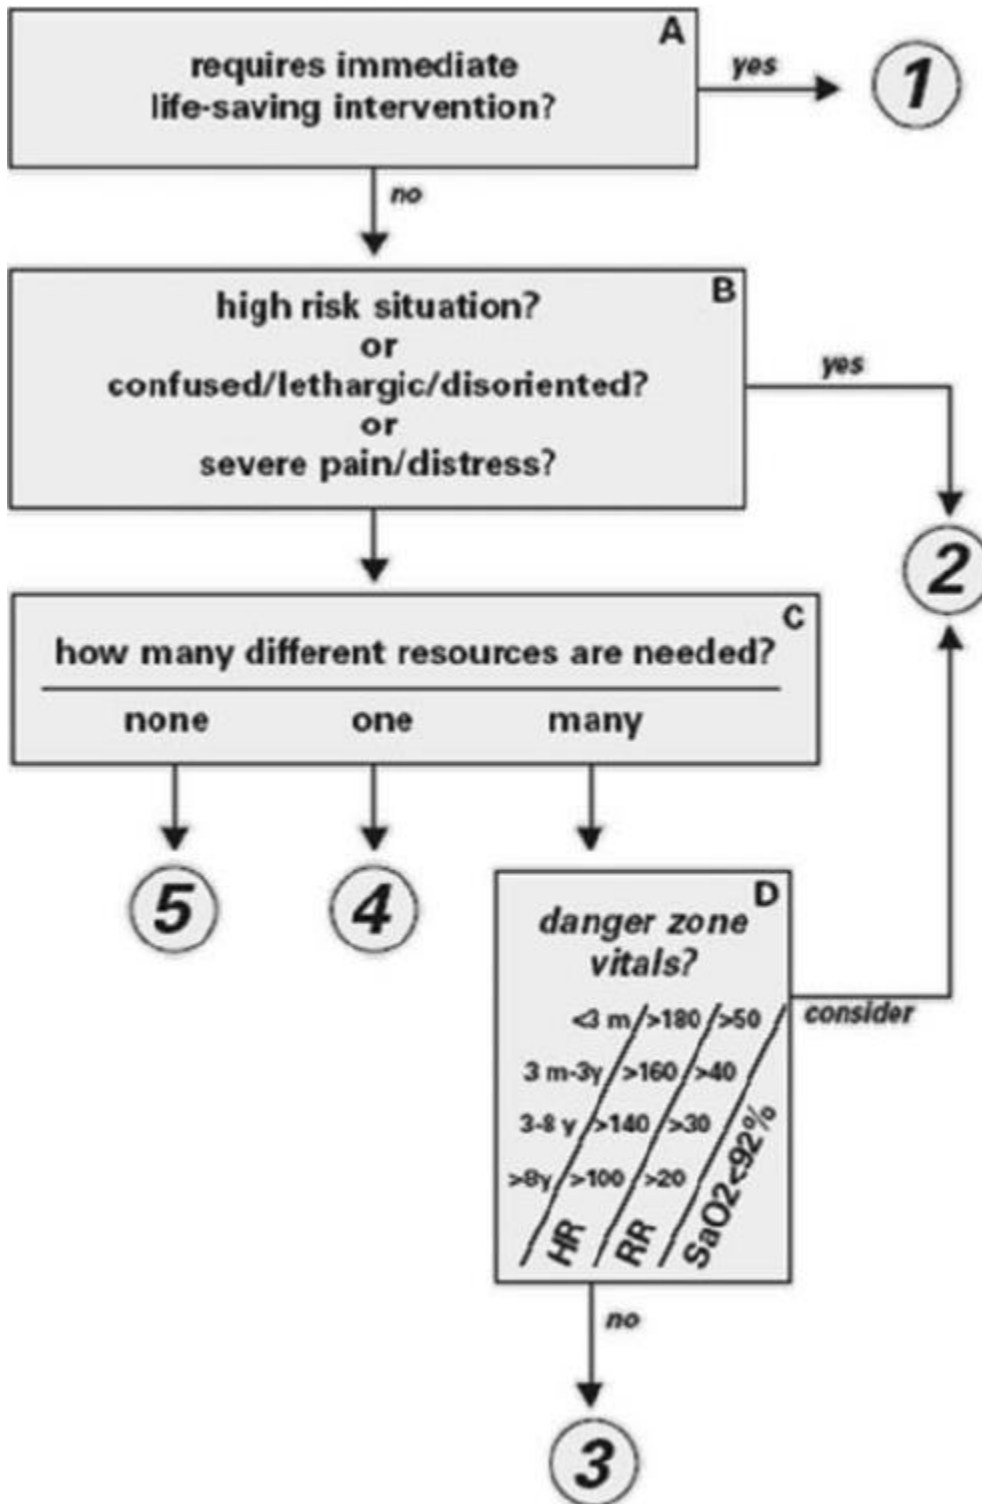 A
requires immediate
life-saving intervention?
yes
1
no
B
high risk situation?
or
confused/lethargic/disoriented?
or
severe pain/distress?
yes
2
C
how many different resources are needed?
none one many
5 4
D
danger zone
vitals?
<3 m >180 >50
3 m-3y >160 >40
3-8 y >140 >30
>8y >100 >20
HR RR SaO2<92%
consider
no
3